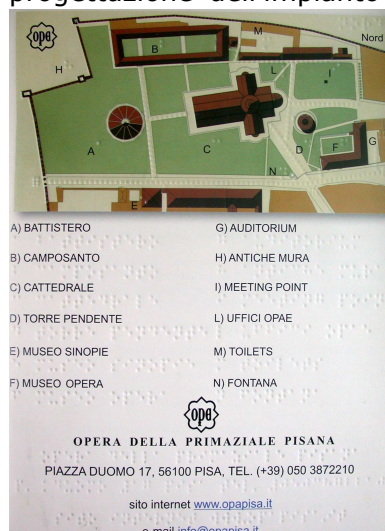 progettazione dell'impianto
opæ
M
Nord
B
H
L
I
A
C
D
F
G
N
E
A) BATTISTERO
B) CAMPOSANTO
C) CATTEDRALE
D) TORRE PENDENTE
E) MUSEO SINOPIE
F) MUSEO OPERA
G) AUDITORIUM
H) ANTICHE MURA
I) MEETING POINT
L) UFFICI OPAE
M) TOILETS
N) FONTANA
opæ
OPERA DELLA PRIMAZIALE PISANA
PIAZZA DUOMO 17, 56100 PISA, TEL. (+39) 050 3872210
sito internet www.opapisa.it
e-mail info@opapisa.it